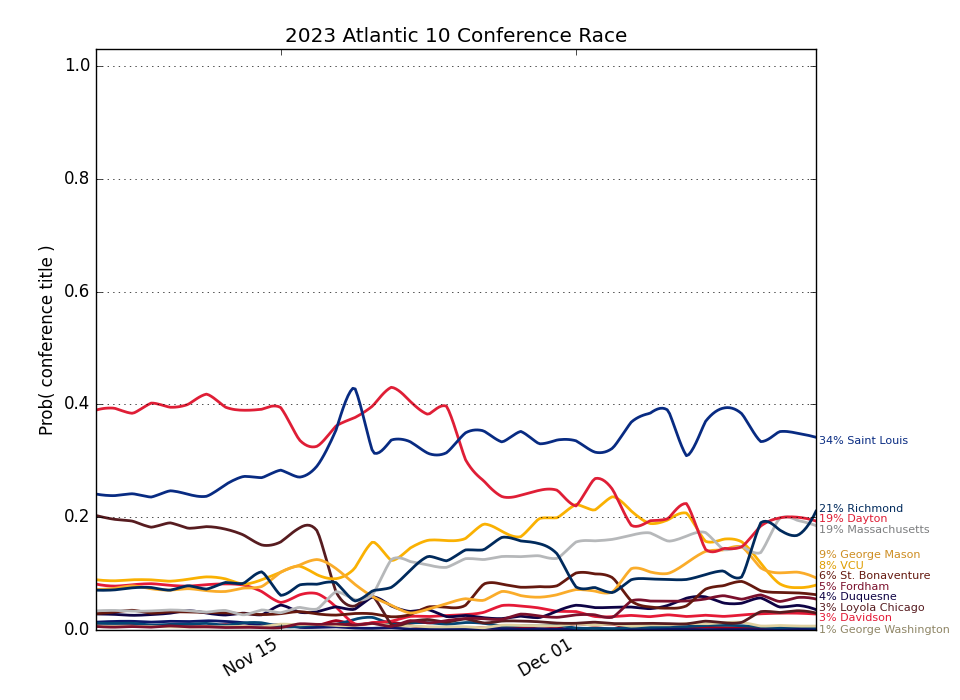 2023 Atlantic 10 Conference Race
Prob( conference title )
1.0
0.8
0.6
0.4
0.2
0.0
Nov 15
Dec 01
34% Saint Louis
21% Richmond
19% Dayton
19% Massachusetts
9% George Mason
8% VCU
6% St. Bonaventure
5% Fordham
4% Duquesne
3% Loyola Chicago
3% Davidson
1% George Washington